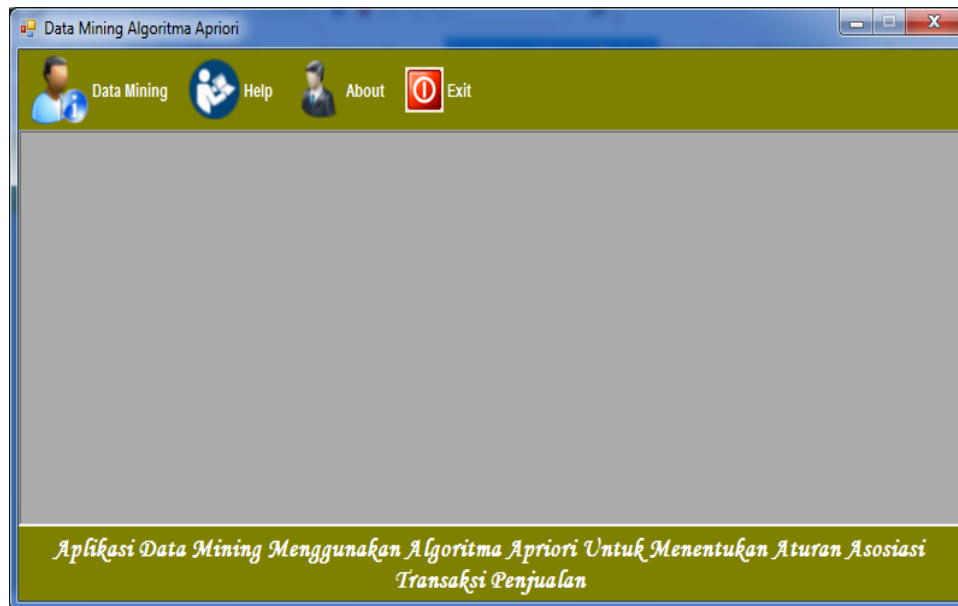 Data Mining Algoritma Apriori
Data Mining Help About Exit
Aplikasi Data Mining Menggunakan Algoritma Apriori Untuk Menentukan Aturan Asosiasi
Transaksi Penjualan